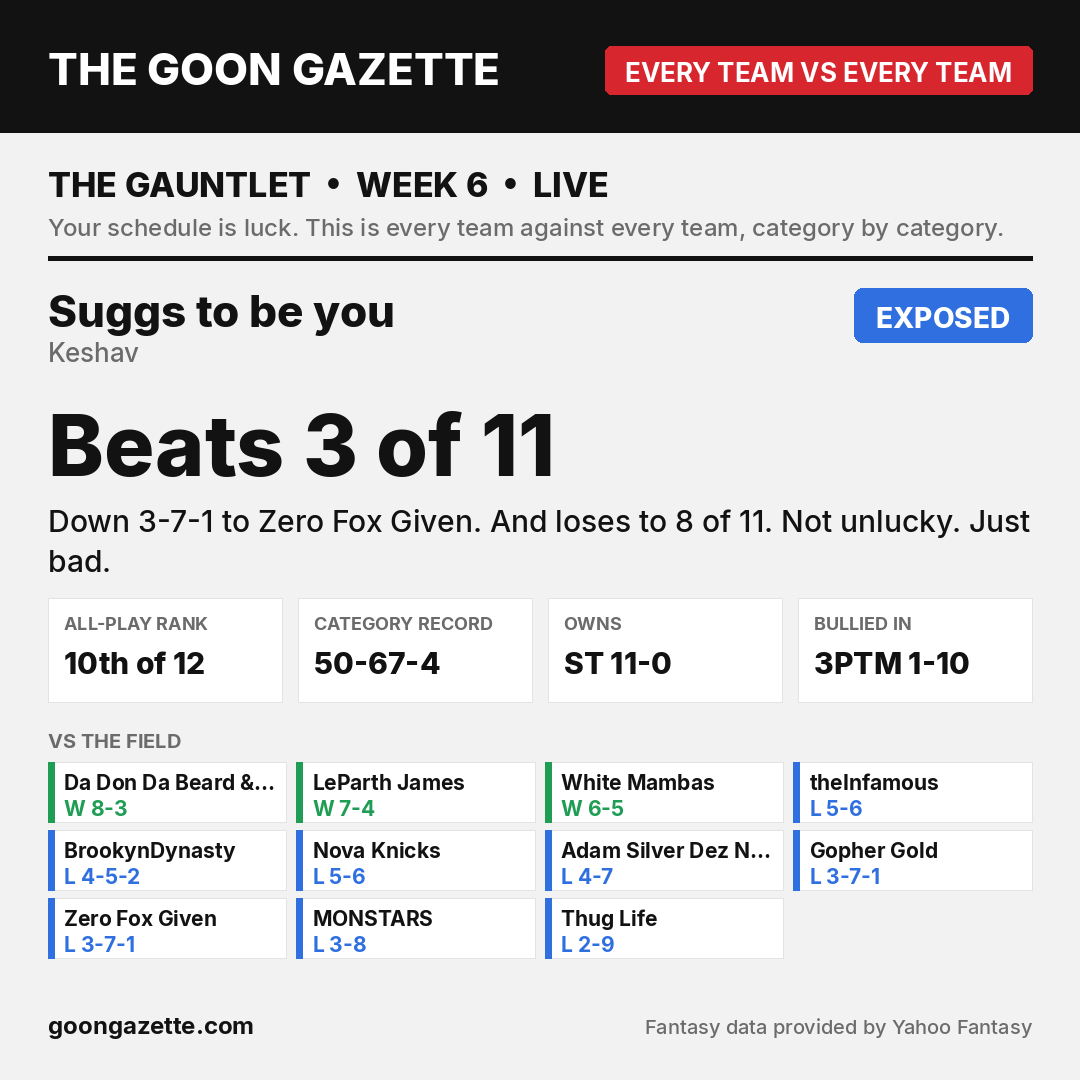 THE GOON GAZETTE
EVERY TEAM VS EVERY TEAM
THE GAUNTLET • WEEK 6 • LIVE
Your schedule is luck. This is every team against every team, category by category.
Suggs to be you
EXPOSED
Keshav
Beats 3 of 11
Down 3-7-1 to Zero Fox Given. And loses to 8 of 11. Not unlucky. Just
bad.
ALL-PLAY RANK
10th of 12
CATEGORY RECORD
50-67-4
OWNS
ST 11-0
BULLIED IN
3PTM 1-10
VS THE FIELD
Da Don Da Beard &...
W 8-3
LeParth James
W 7-4
White Mambas
W 6-5
theInfamous
L 5-6
BrookynDynasty
L 4-5-2
Nova Knicks
L 5-6
Adam Silver Dez N...
L 4-7
Gopher Gold
L 3-7-1
Zero Fox Given
L 3-7-1
MONSTARS
L 3-8
Thug Life
L 2-9
goongazette.com
Fantasy data provided by Yahoo Fantasy